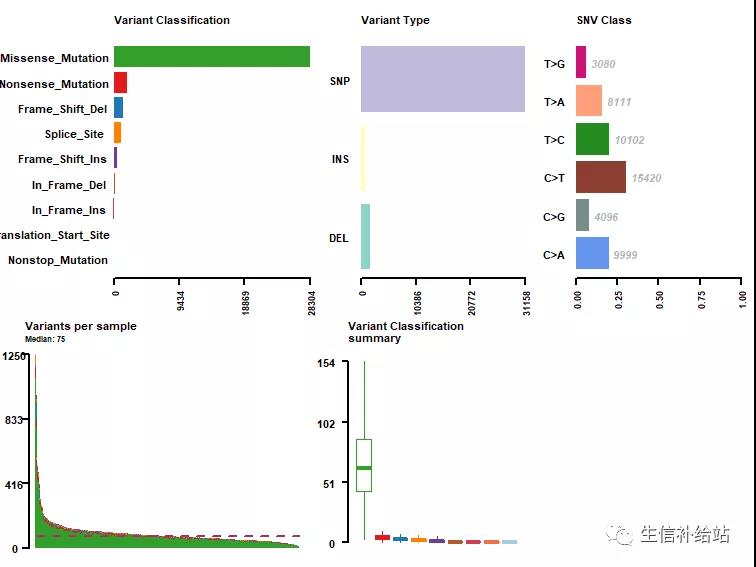 Variant Classification
Missense_Mutation
Nonsense_Mutation
Frame_Shift_Del
Splice_Site
Frame_Shift_Ins
In_Frame_Del
In_Frame_Ins
anslation_Start_Site
Nonstop_Mutation
0 9434 18869 28304
Variant Type
SNP
INS
DEL
0 10386 20772 31158
SNV Class
T>G 3080
T>A 8111
T>C 10102
C>T 15420
C>G 4096
C>A 9999
0.00 0.25 0.50 0.75 1.00
Variants per sample
Median: 75
1250
833
416
0
Variant Classification
summary
154
102
51
0
生信补给站